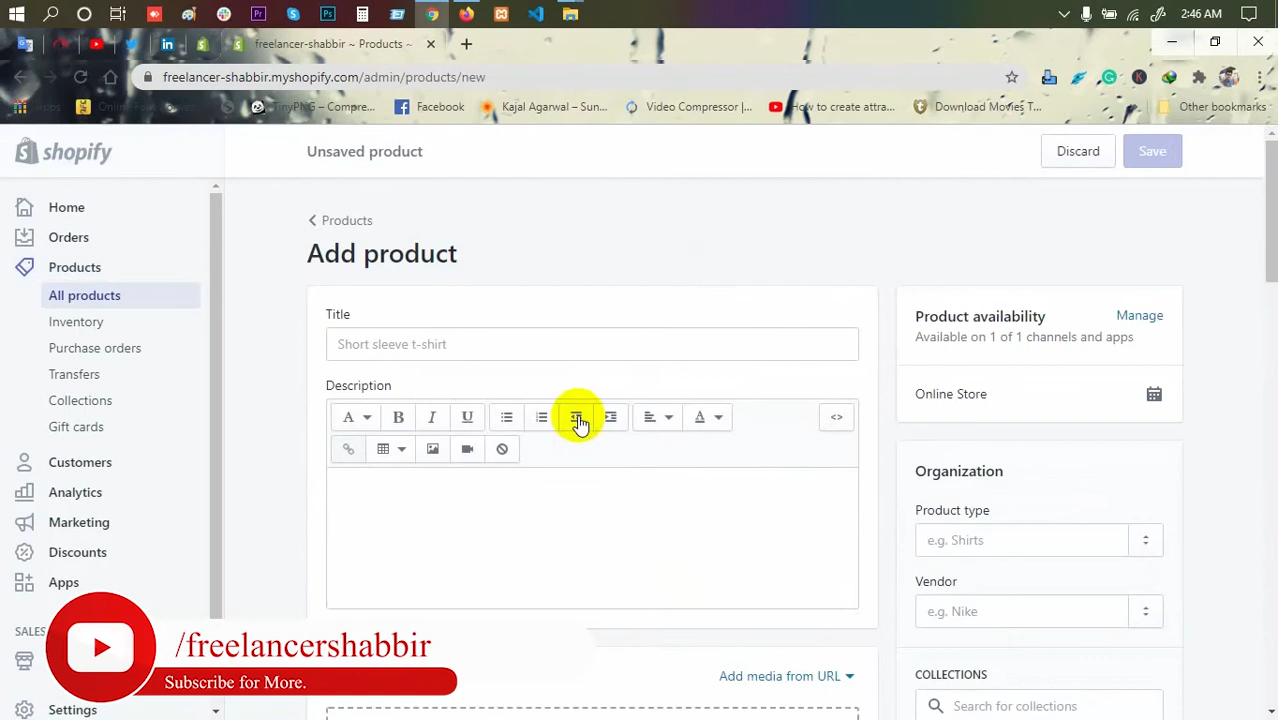 2:46 AM
freelancer-shabbir ~ Products ~
freelancer-shabbir.myshopify.com/admin/products/new
Apps
TinyPNG – Compre...
Facebook
Kajal Agarwal – Sun...
Video Compressor |...
How to create attra...
Download Movies T...
Other bookmarks
shopify
Unsaved product
Discard
Save
Home
Orders
Products
All products
Inventory
Purchase orders
Transfers
Collections
Gift cards
Customers
Analytics
Marketing
Discounts
Apps
SALES
Settings
Products
Add product
Title
Short sleeve t-shirt
Description
A
B
I
U
A
<>
Add media from URL
Product availability
Manage
Available on 1 of 1 channels and apps
Online Store
Organization
Product type
e.g. Shirts
Vendor
e.g. Nike
COLLECTIONS
Search for collections
/freelancershabbir
Subscribe for More.